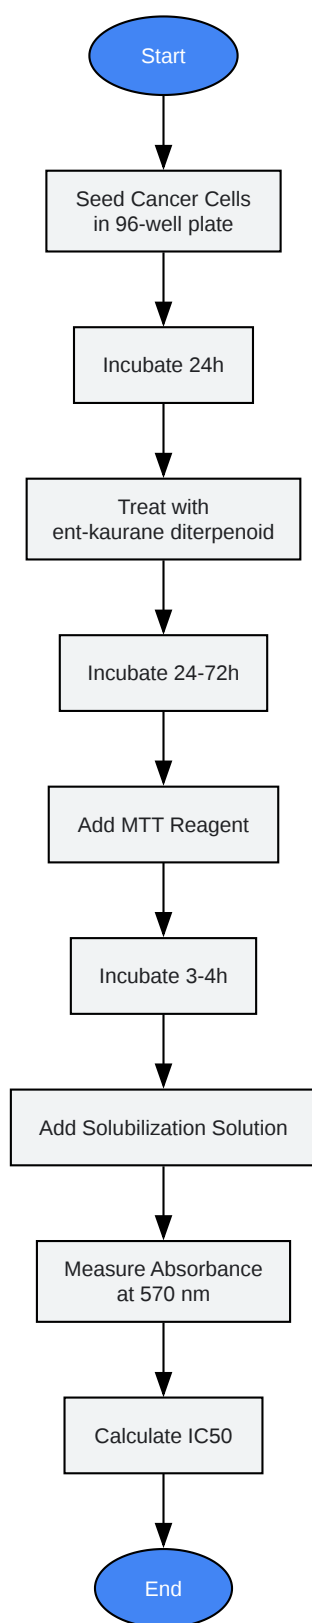 Start
Seed Cancer Cells
in 96-well plate
Incubate 24h
Treat with
ent-kaurane diterpenoid
Incubate 24-72h
Add MTT Reagent
Incubate 3-4h
Add Solubilization Solution
Measure Absorbance
at 570 nm
Calculate IC50
End